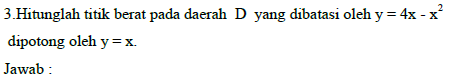 3.Hitunglah titik berat pada daerah D yang dibatasi oleh y = 4x - x²
dipotong oleh y = x.
Jawab :